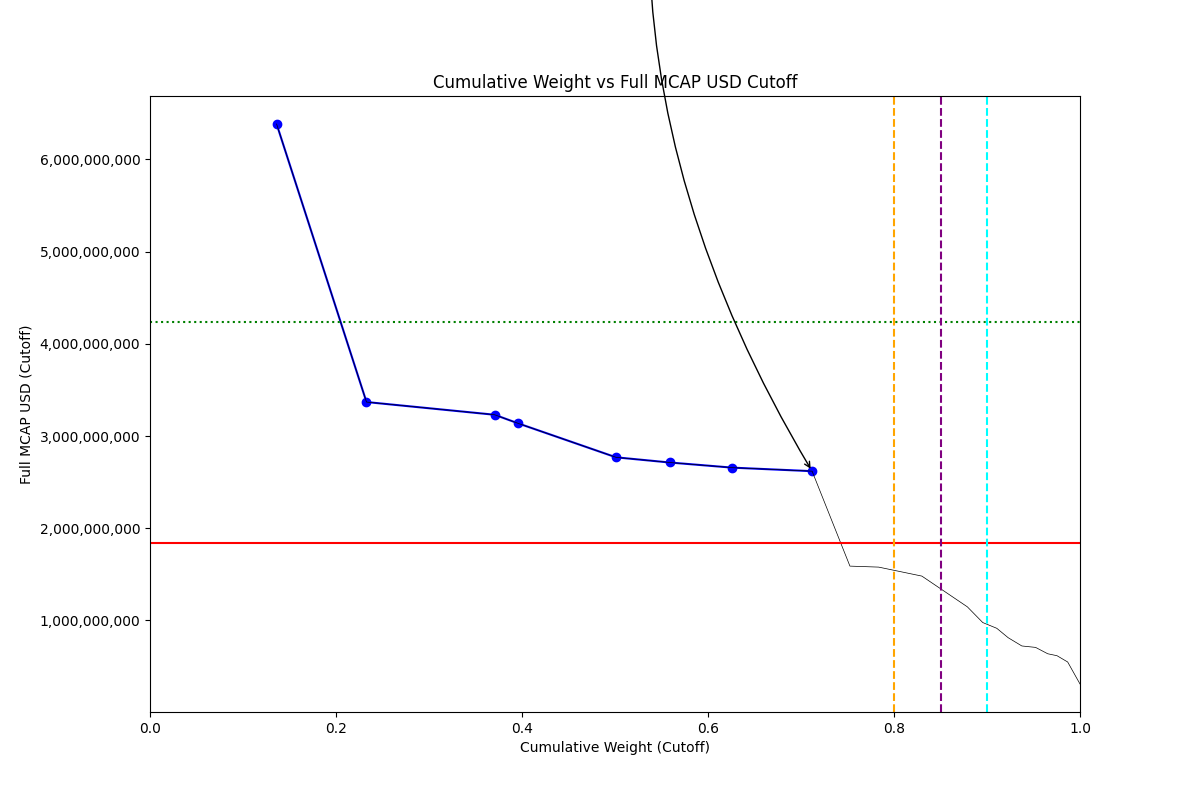 Cumulative Weight vs Full MCAP USD Cutoff
Full MCAP USD (Cutoff)
6,000,000,000
5,000,000,000
4,000,000,000
3,000,000,000
2,000,000,000
1,000,000,000
0.0 0.2 0.4 0.6 0.8 1.0
Cumulative Weight (Cutoff)